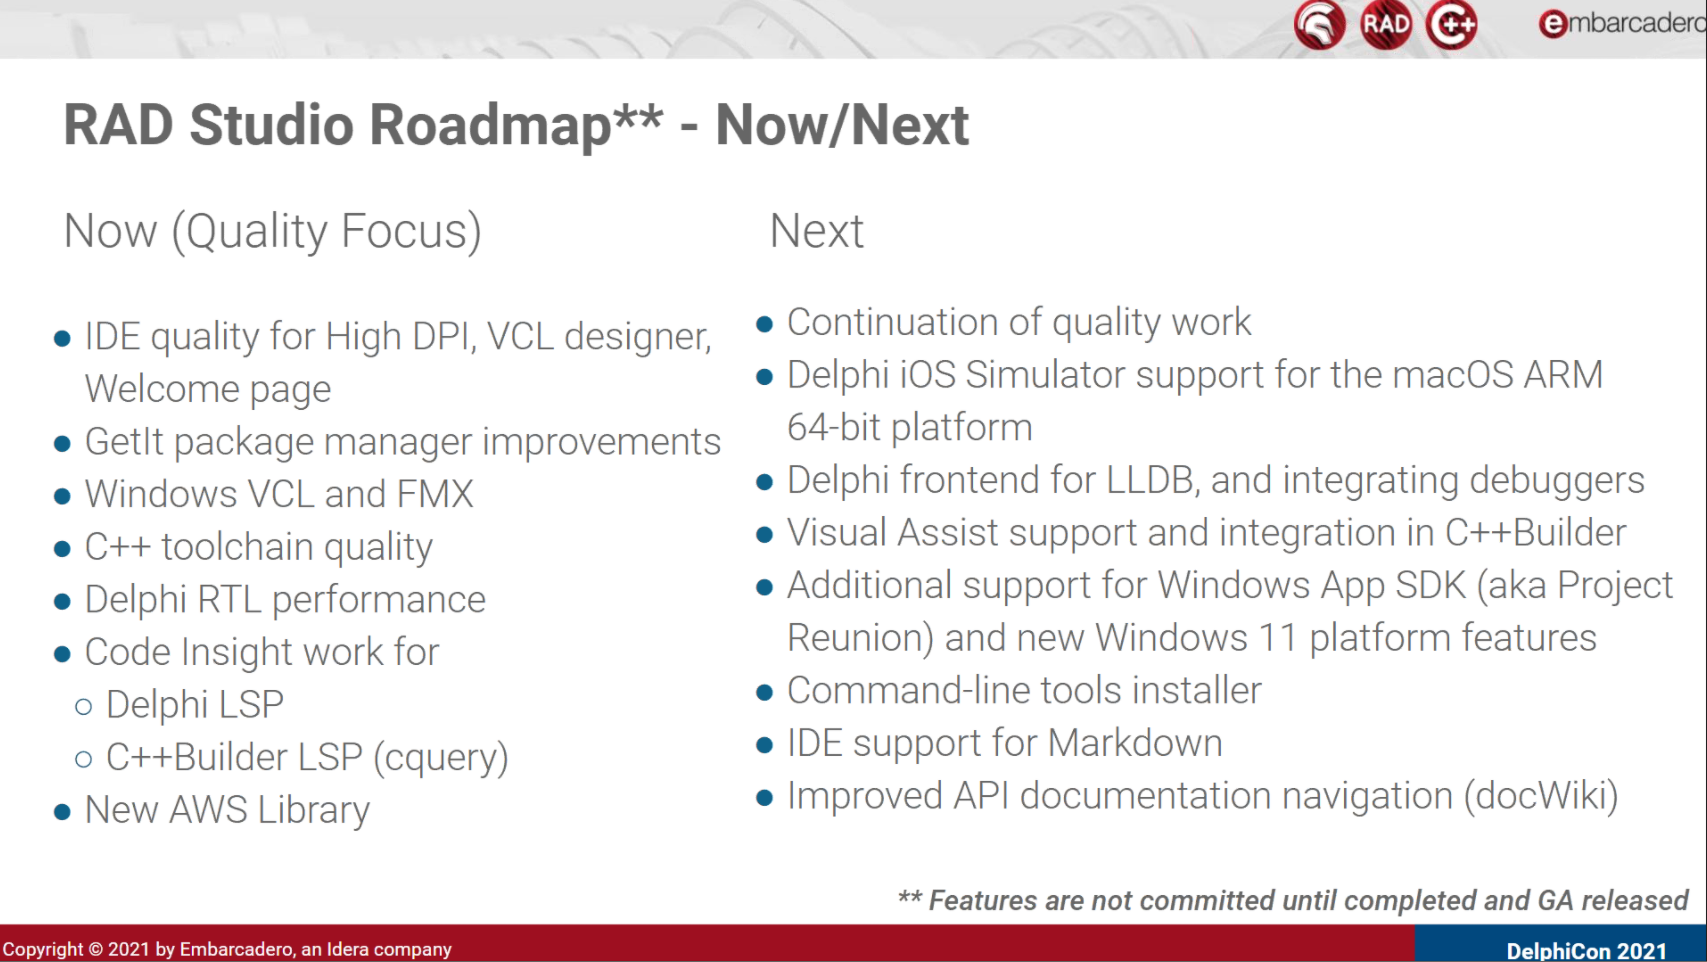 RAD
C++
embarcadero
RAD Studio Roadmap** - Now/Next
Now (Quality Focus)
● IDE quality for High DPI, VCL designer,
Welcome page
● GetIt package manager improvements
● Windows VCL and FMX
● C++ toolchain quality
● Delphi RTL performance
● Code Insight work for
○ Delphi LSP
○ C++Builder LSP (cquery)
● New AWS Library
Next
● Continuation of quality work
● Delphi iOS Simulator support for the macOS ARM
64-bit platform
● Delphi frontend for LLDB, and integrating debuggers
● Visual Assist support and integration in C++Builder
● Additional support for Windows App SDK (aka Project
Reunion) and new Windows 11 platform features
● Command-line tools installer
● IDE support for Markdown
● Improved API documentation navigation (docWiki)
** Features are not committed until completed and GA released
Copyright © 2021 by Embarcadero, an Idera company
DelphiCon 2021